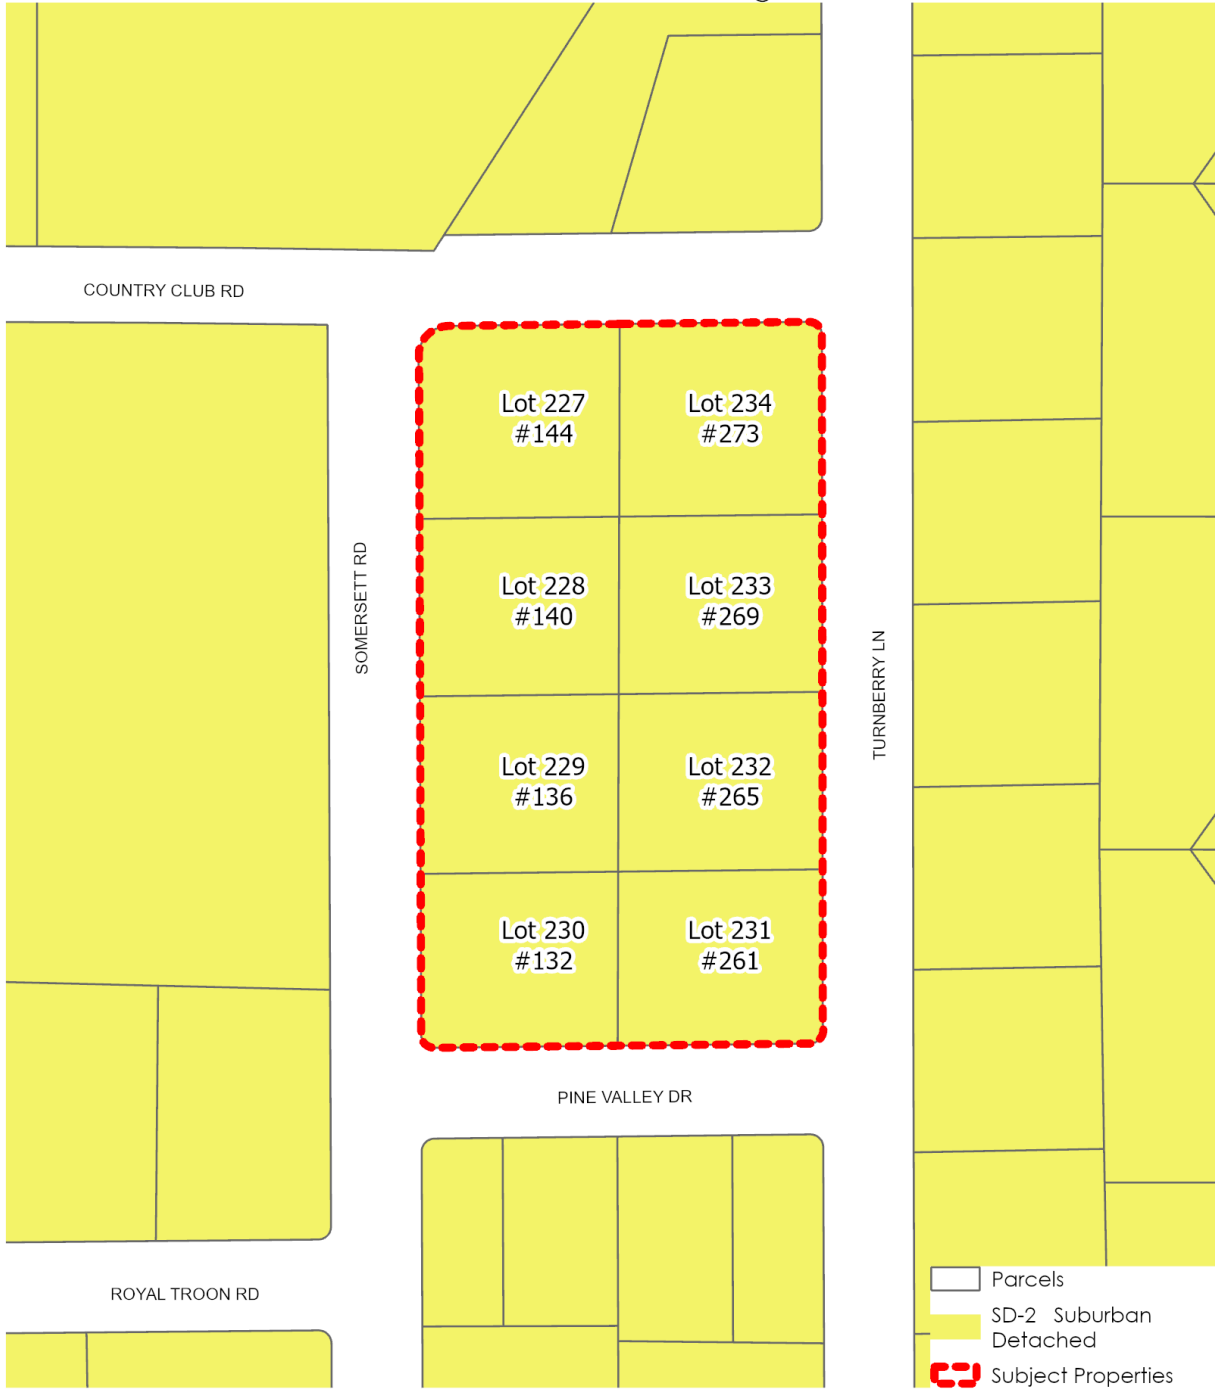 COUNTRY CLUB RD
Lot 227
#144
Lot 234
#273
SOMERSETT RD
Lot 228
#140
Lot 233
#269
TURNBERRY LN
Lot 229
#136
Lot 232
#265
Lot 230
#132
Lot 231
#261
PINE VALLEY DR
ROYAL TROON RD
Parcels
SD-2 Suburban
Detached
Subject Properties